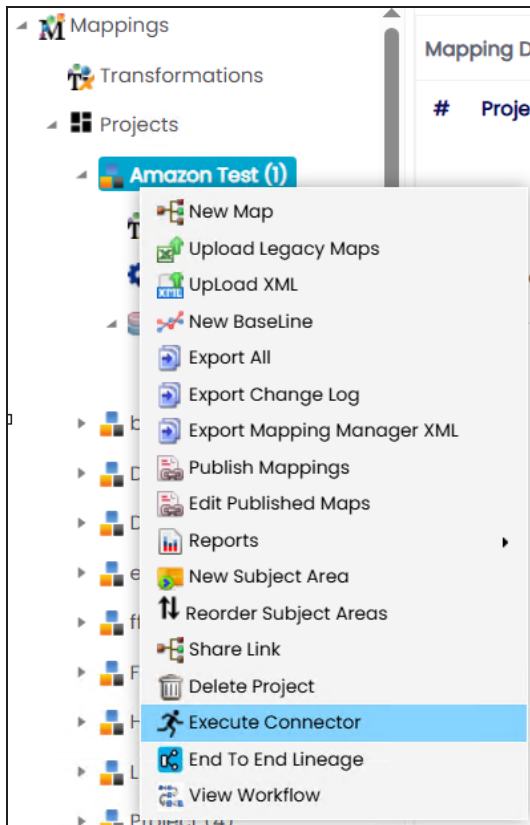 Mappings
Mapping D
Transformations
# Proje
Projects
Amazon Test (1)
New Map
Upload Legacy Maps
UpLoad XML
New BaseLine
Export All
Export Change Log
Export Mapping Manager XML
Publish Mappings
Edit Published Maps
Reports
New Subject Area
Reorder Subject Areas
Share Link
Delete Project
Execute Connector
End To End Lineage
View Workflow